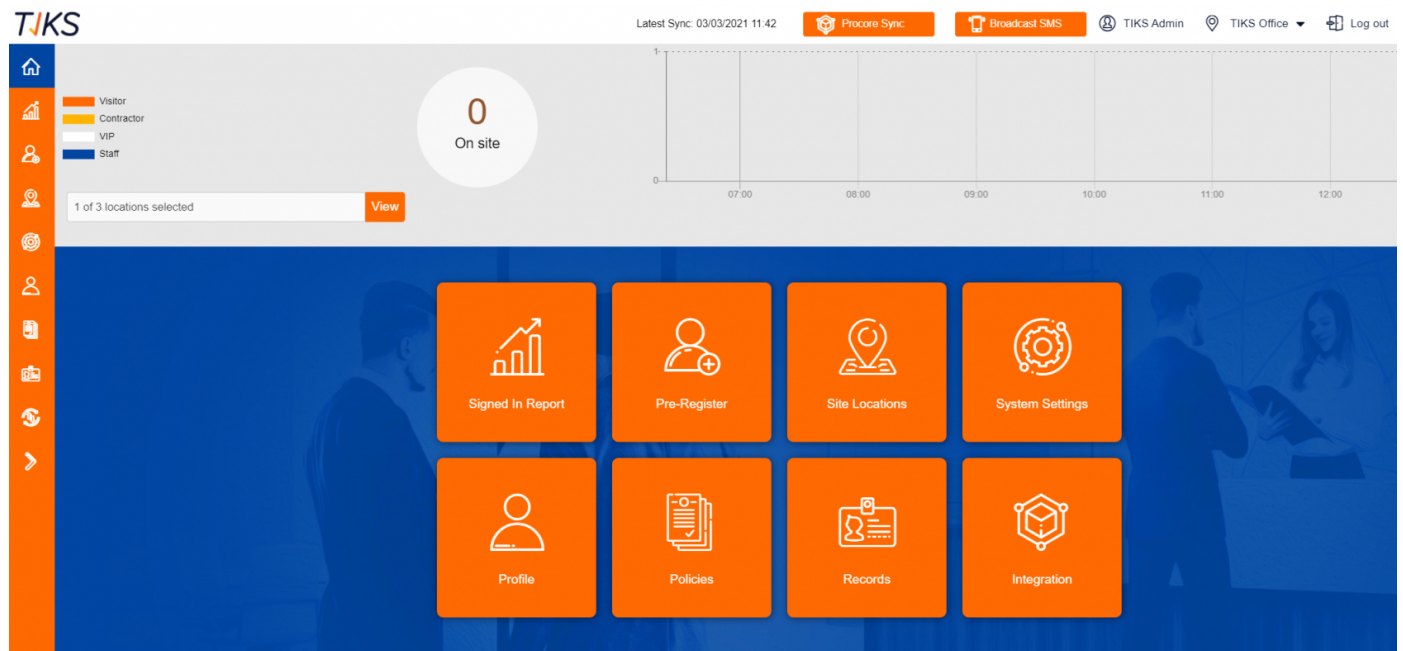 TIKS
Latest Sync: 03/03/2021 11:42
Procore Sync
Broadcast SMS
TIKS Admin
TIKS Office
Log out
Visitor
Contractor
VIP
Staff
0
On site
1 of 3 locations selected
View
1
0
07:00
08:00
09:00
10:00
11:00
12:00
Signed In Report
Pre-Register
Site Locations
System Settings
Profile
Policies
Records
Integration